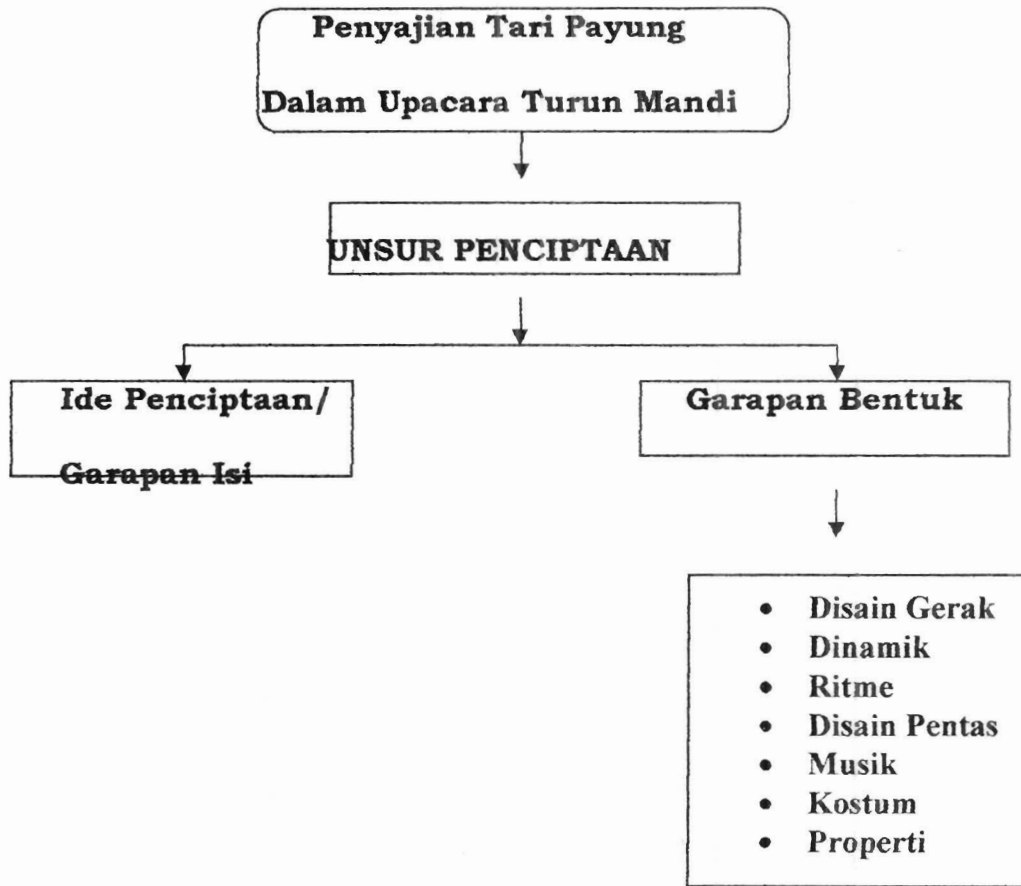 Penyajian Tari Payung
Dalam Upacara Turun Mandi
UNSUR PENCIPTAAN
Ide Penciptaan/
Garapan Isi
Garapan Bentuk
• Disain Gerak
• Dinamik
• Ritme
• Disain Pentas
• Musik
• Kostum
• Properti